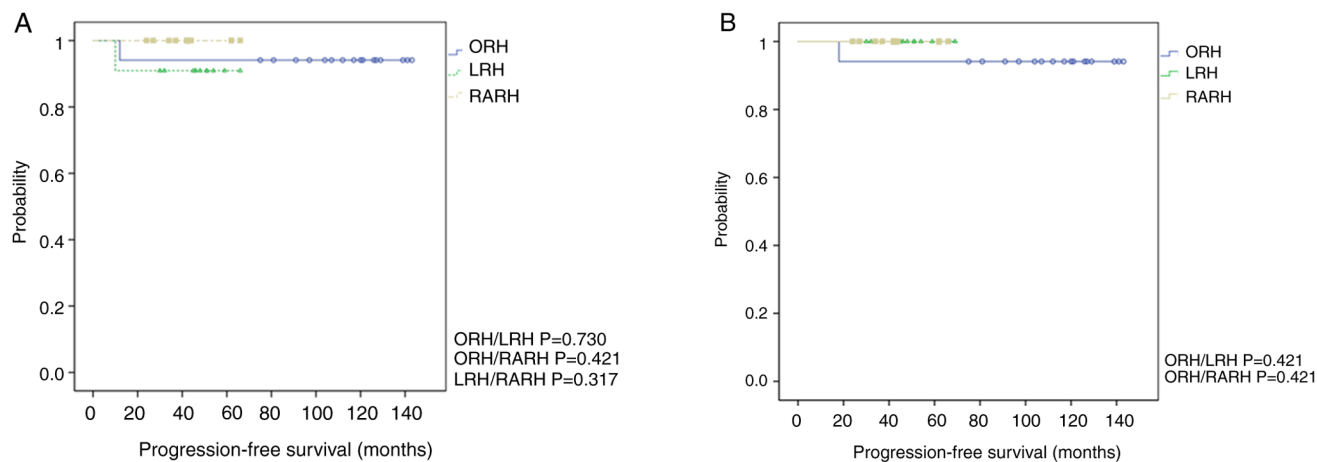 A
1
0.8
0.6
0.4
0.2
0.0
Probability
0 20 40 60 80 100 120 140
Progression-free survival (months)
ORH
LRH
RARH
ORH/LRH P=0.730
ORH/RARH P=0.421
LRH/RARH P=0.317
B
1
0.8
0.6
0.4
0.2
0.0
Probability
0 20 40 60 80 100 120 140
Progression-free survival (months)
ORH
LRH
RARH
ORH/LRH P=0.421
ORH/RARH P=0.421